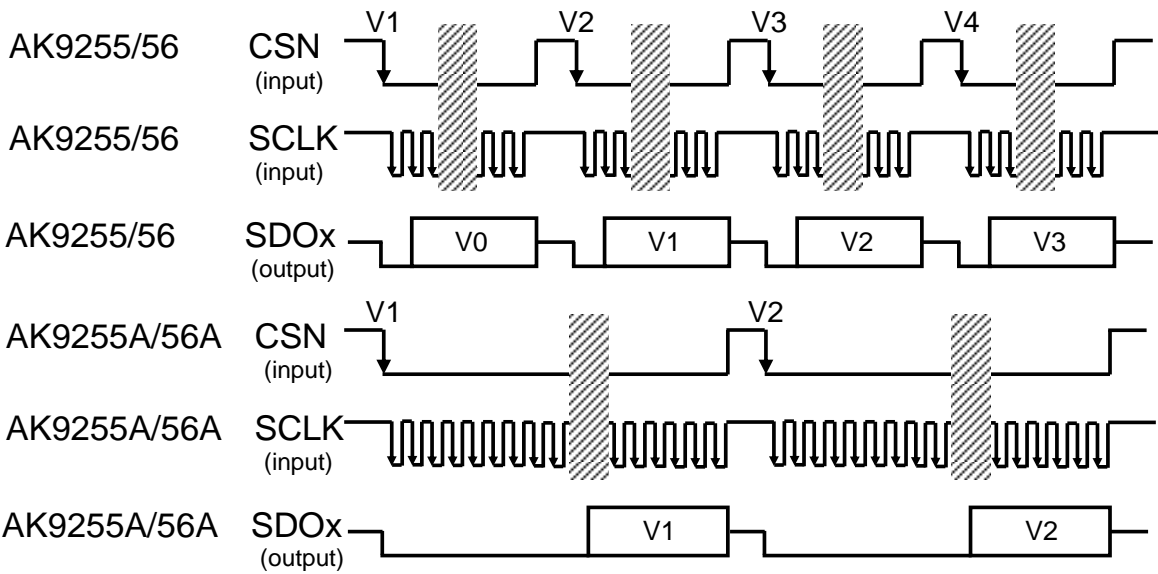 V1 V2 V3 V4
AK9255/56 CSN
(input)
AK9255/56 SCLK
(input)
AK9255/56 SDOx V0 V1 V2 V3
(output)
V1 V2
AK9255A/56A CSN
(input)
AK9255A/56A SCLK
(input)
AK9255A/56A SDOx V1 V2
(output)